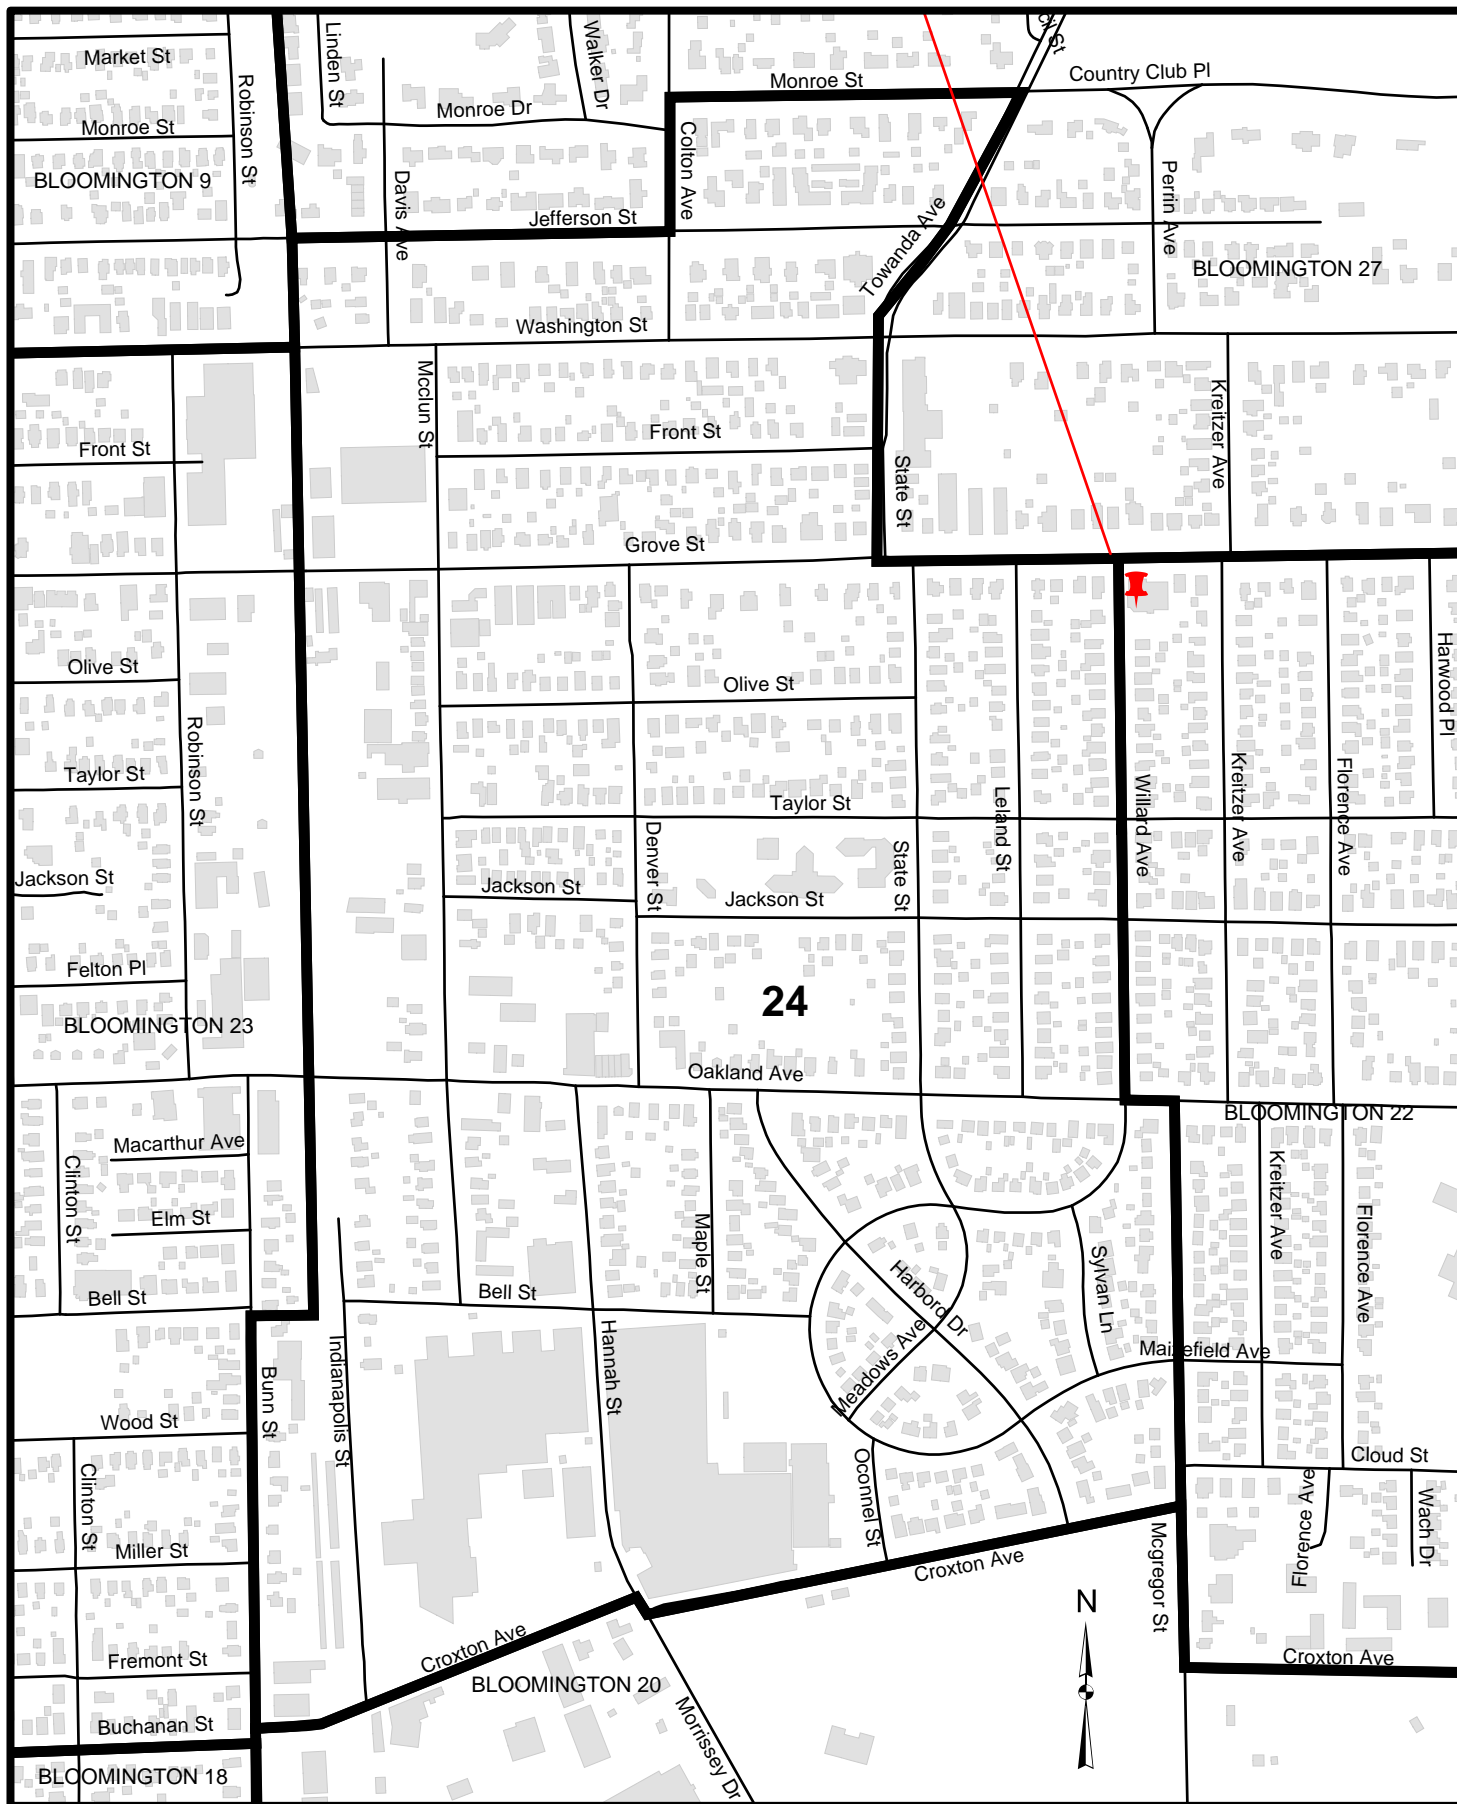 Market St
Linden St
Walker Dr
Monroe St
Country Club Pl
Robinson St
Monroe Dr
Monroe St
Colton Ave
BLOOMINGTON 9
Davis Ave
Jefferson St
Perrin Ave
Towanda Ave
BLOOMINGTON 27
Washington St
Mcclun St
Kreitzer Ave
Front St
Front St
State St
Grove St
Olive St
Olive St
Harwood Pl
Robinson St
Taylor St
Taylor St
Leland St
Willard Ave
Kreitzer Ave
Florence Ave
Jackson St
Jackson St
Denver St
Jackson St
State St
Felton Pl
24
BLOOMINGTON 23
Oakland Ave
BLOOMINGTON 22
Macarthur Ave
Clinton St
Elm St
Maple St
Kreitzer Ave
Florence Ave
Sylvan Ln
Harbord Dr
Bell St
Bell St
Indianapolis St
Hannah St
Meadows Ave
Maizefield Ave
Bunn St
Wood St
Cloud St
Clinton St
Oconnel St
Florence Ave
Wach Dr
Miller St
Croxton Ave
Mcgregor St
N
Croxton Ave
Fremont St
Croxton Ave
BLOOMINGTON 20
Buchanan St
Morrissey Dr
BLOOMINGTON 18